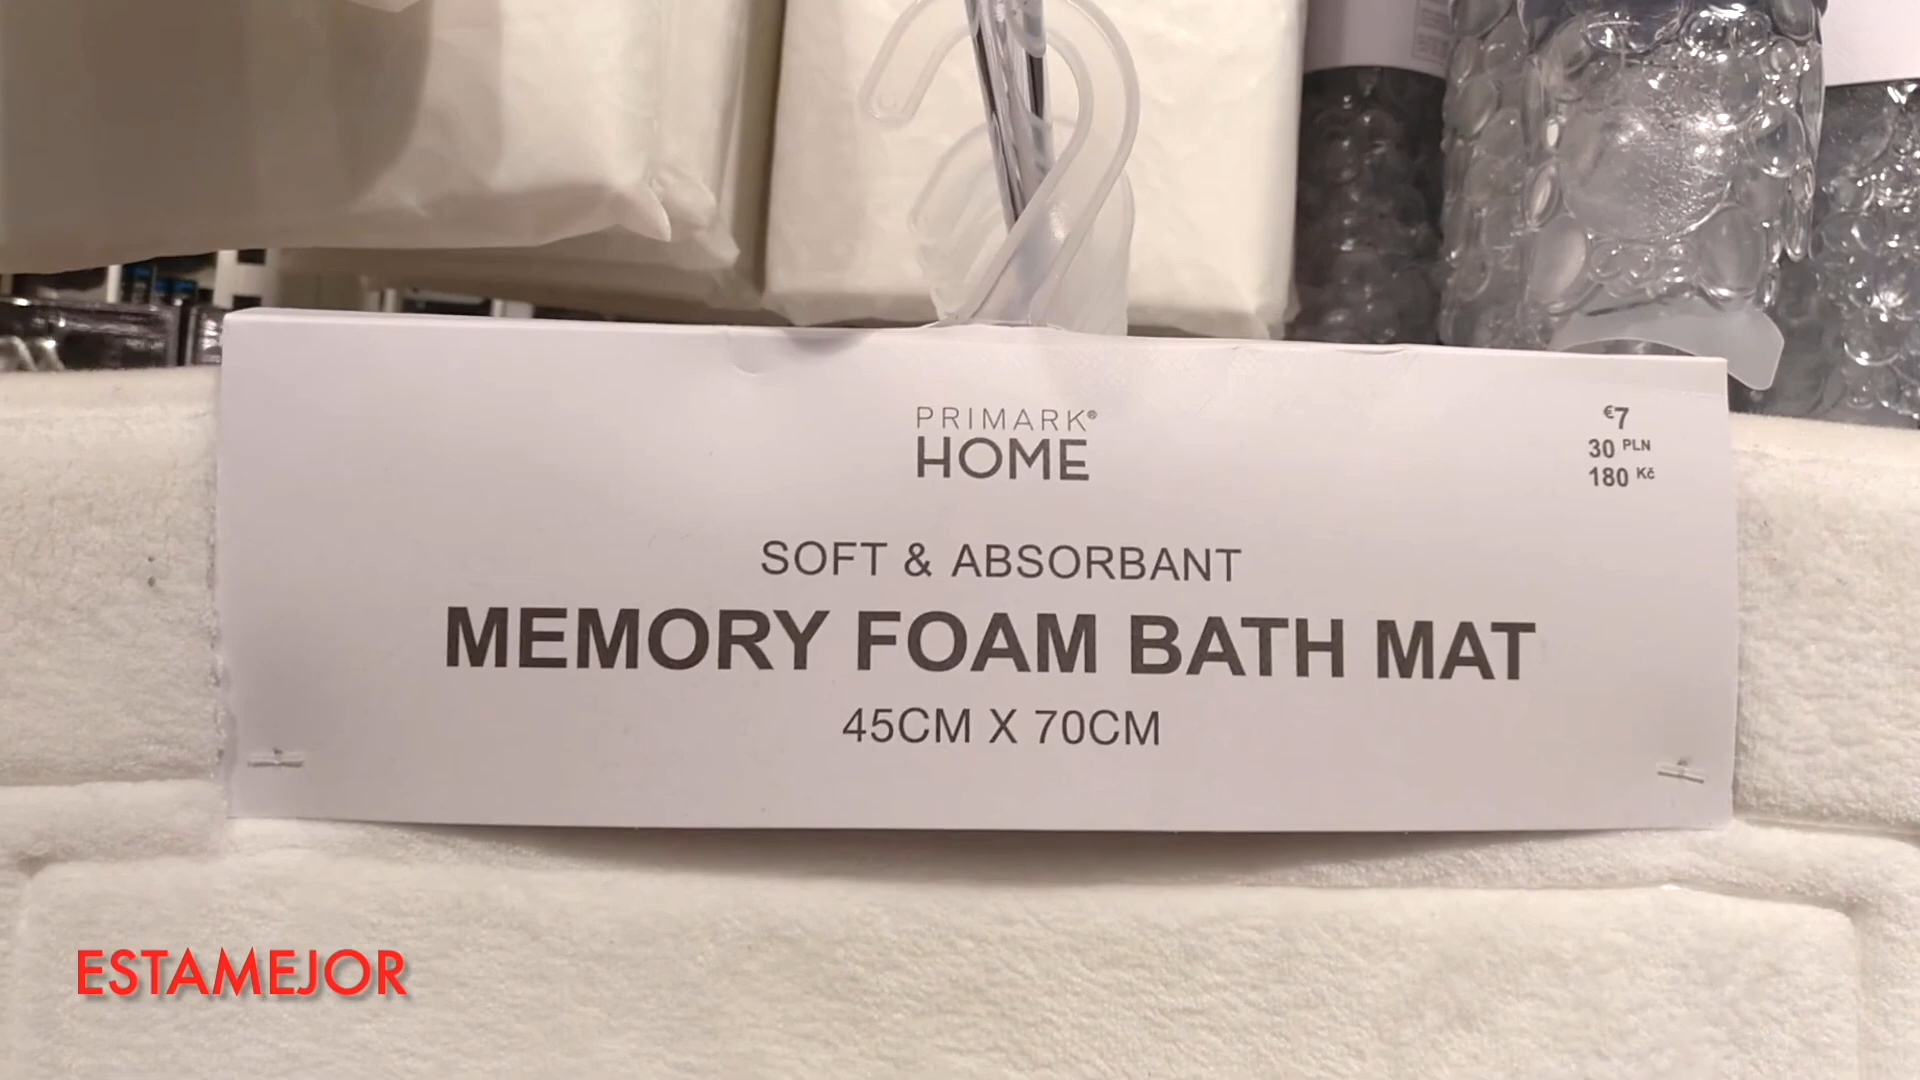 PRIMARK®
HOME
€7
30 PLN
180 Kč
SOFT & ABSORBANT
MEMORY FOAM BATH MAT
45CM X 70CM
ESTAMEJOR